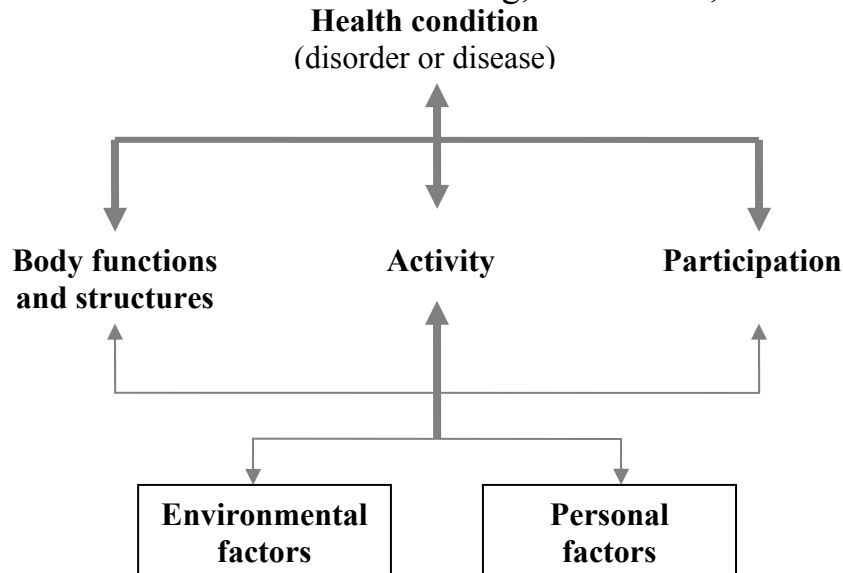 Health condition
(disorder or disease)
Body functions
and structures
Activity
Participation
Environmental
factors
Personal
factors